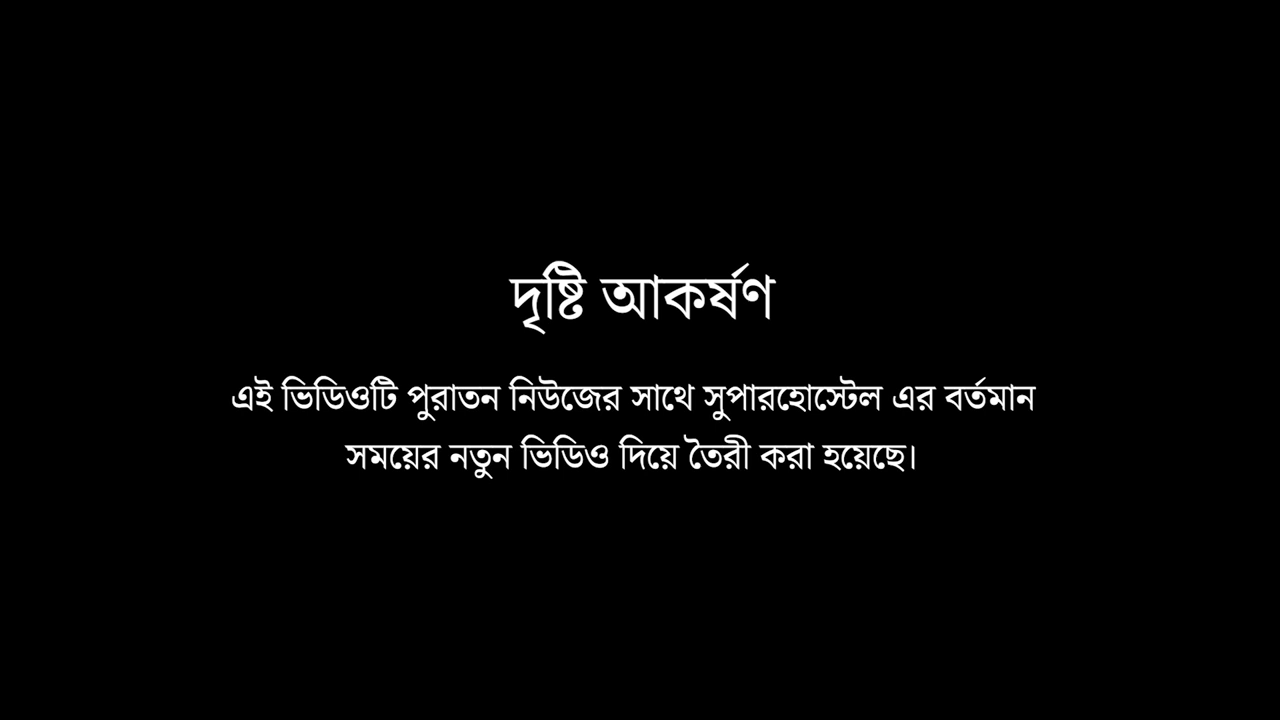 দৃষ্টি আকর্ষণ
এই ভিডিওটি পুরাতন নিউজের সাথে সুপারহোস্টেল এর বর্তমান
সময়ের নতুন ভিডিও দিয়ে তৈরী করা হয়েছে।